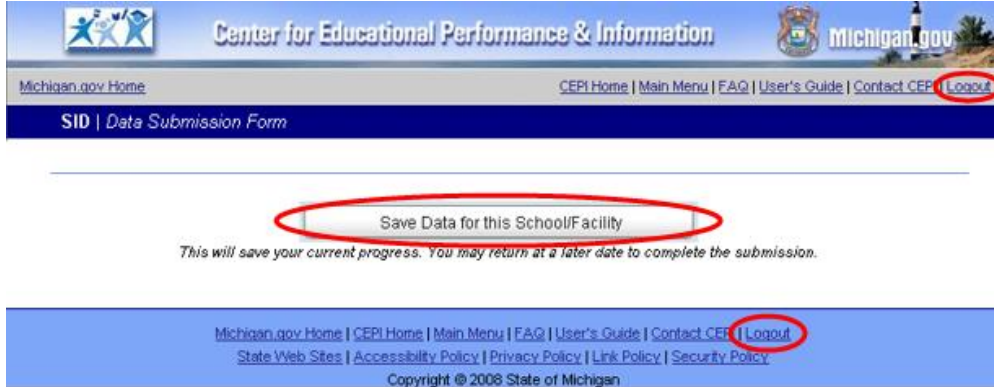 Center for Educational Performance & Information
Michigan.gov
Michigan.gov Home
CEPI Home | Main Menu | FAQ | User's Guide | Contact CEPI | Logout
SID | Data Submission Form
Save Data for this School/Facility
This will save your current progress. You may return at a later date to complete the submission.
Michigan.gov Home | CEPI Home | Main Menu | FAQ | User's Guide | Contact CEPI | Logout
State Web Sites | Accessibility Policy | Privacy Policy | Link Policy | Security Policy
Copyright © 2008 State of Michigan